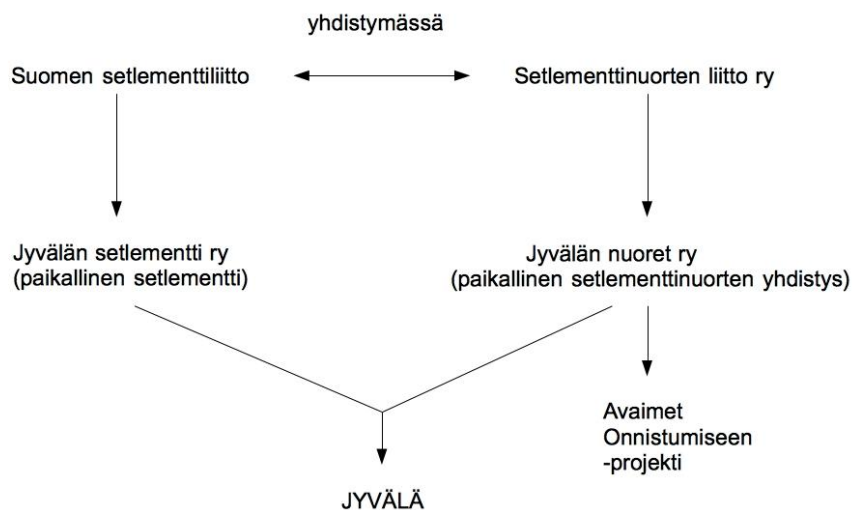 yhdistymässä
Suomen setlementtiliitto
Setlementtinuorten liitto ry
Jyvälän setlementti ry
(paikallinen setlementti)
Jyvälän nuoret ry
(paikallinen setlementtinuorten yhdistys)
Avaimet
Onnistumiseen
-projekti
JYVÄLÄ